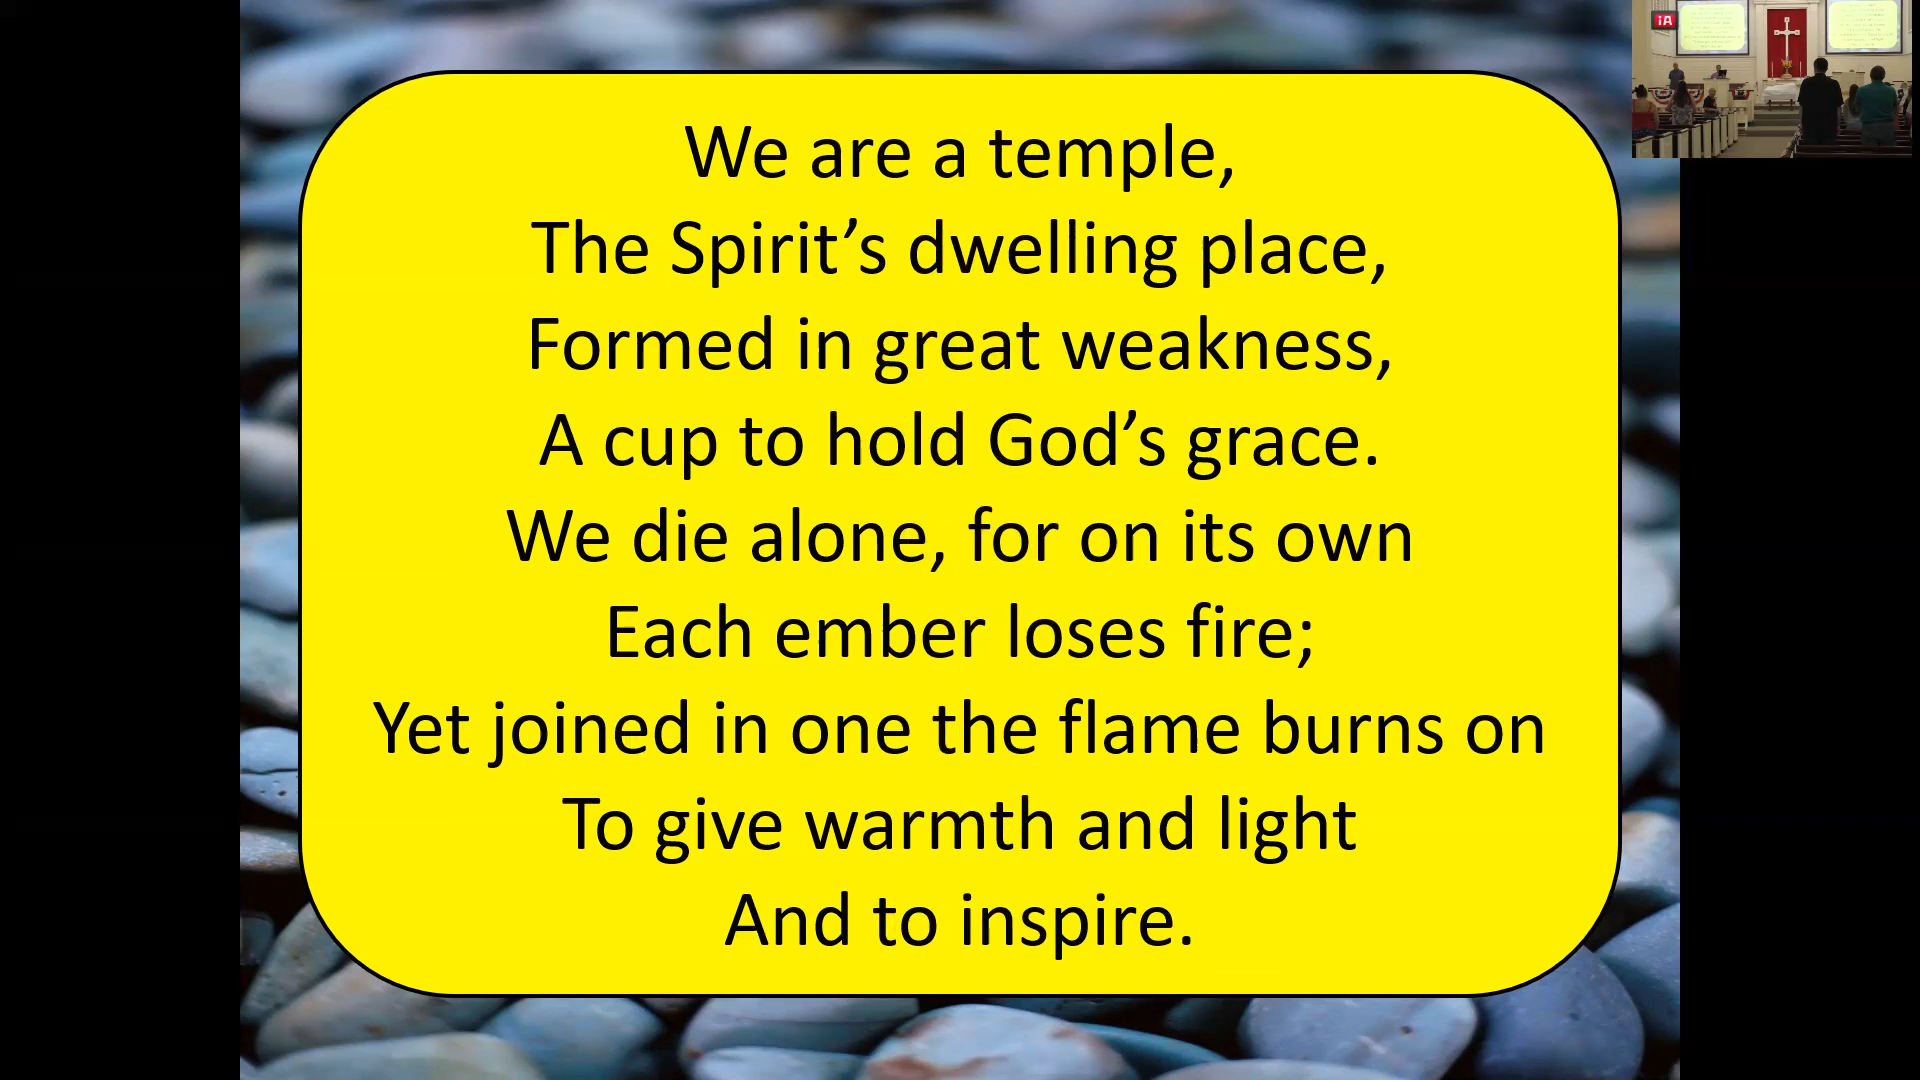 We are a temple,
The Spirit’s dwelling place,
Formed in great weakness,
A cup to hold God’s grace.
We die alone, for on its own
Each ember loses fire;
Yet joined in one the flame burns on
To give warmth and light
And to inspire.
iA